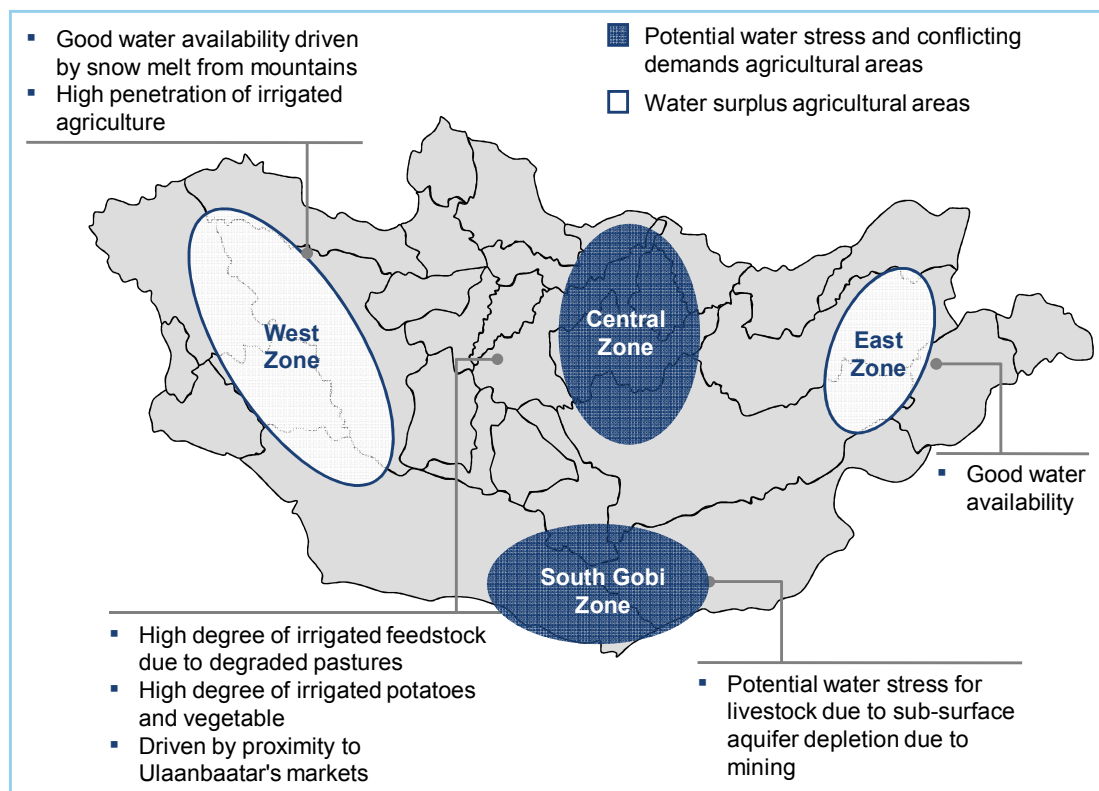 ▪ Good water availability driven
by snow melt from mountains
▪ High penetration of irrigated
agriculture
Potential water stress and conflicting
demands agricultural areas
Water surplus agricultural areas
West
Zone
Central
Zone
East
Zone
▪ Good water
availability
South Gobi
Zone
▪ High degree of irrigated feedstock
due to degraded pastures
▪ High degree of irrigated potatoes
and vegetable
▪ Driven by proximity to
Ulaanbaatar's markets
▪ Potential water stress for
livestock due to sub-surface
aquifer depletion due to
mining